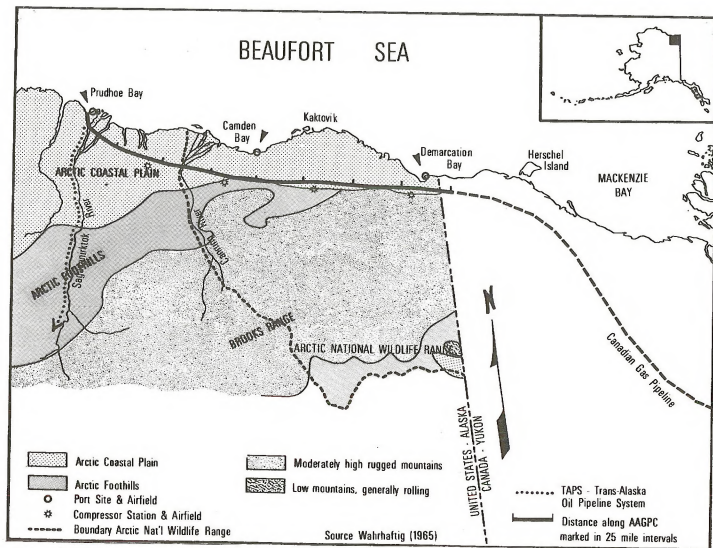 BEAUFORT SEA
Prudhoe Bay
Camden Bay
Kaktovik
Demarcation Bay
Herschel Island
MACKENZIE BAY
ARCTIC COASTAL PLAIN
Sagavanirktok River
Canning River
ARCTIC FOOTHILLS
BROOKS RANGE
ARCTIC NATIONAL WILDLIFE RANGE
N
Canadian Gas Pipeline
UNITED STATES - ALASKA
CANADA - YUKON
Arctic Coastal Plain
Arctic Foothills
Port Site & Airfield
Compressor Station & Airfield
Boundary Arctic Nat'l Wildlife Range
Moderately high rugged mountains
Low mountains, generally rolling
Source Wahrhaftig (1965)
TAPS - Trans-Alaska
Oil Pipeline System
Distance along AAGPC
marked in 25 mile intervals